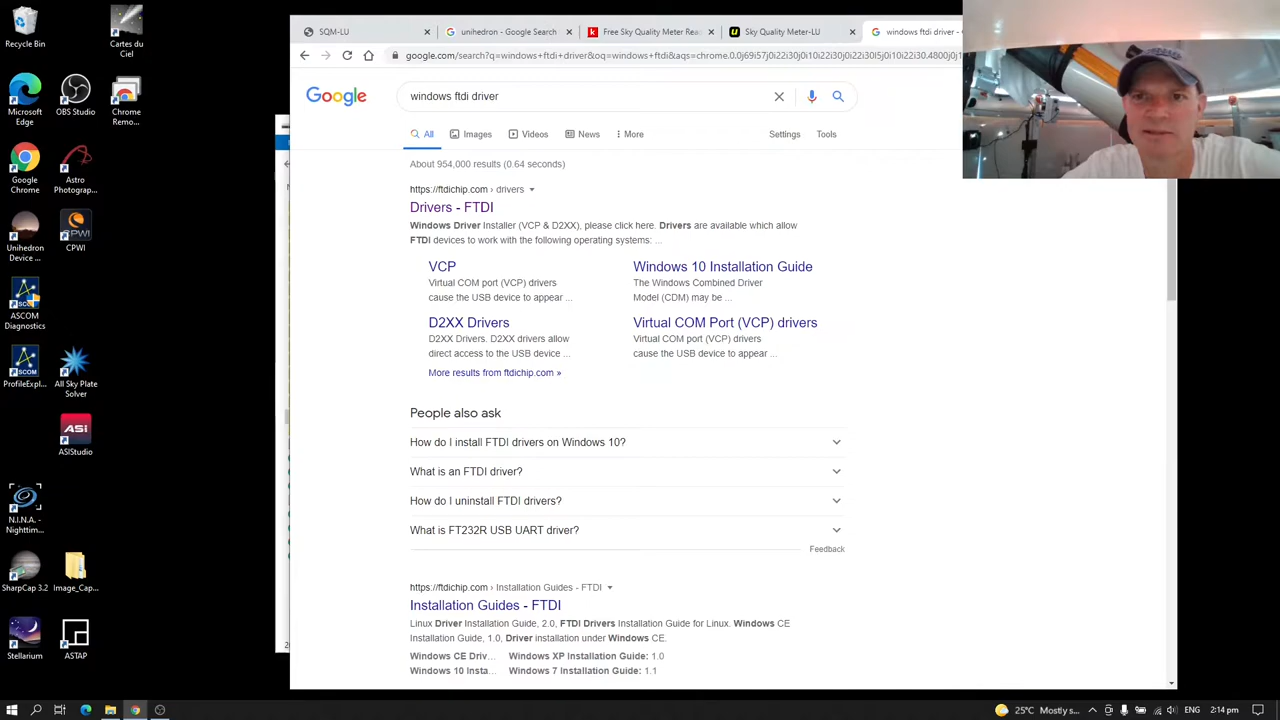 Recycle Bin
Cartes du
Ciel
Microsoft
Edge
OBS Studio
Chrome
Remo...
Google
Chrome
Astro
Photograp...
Unihedron
Device ...
CPWI
ASCOM
Diagnostics
ProfileExpl...
All Sky Plate
Solver
ASI
ASIStudio
N.I.N.A. -
Nighttim...
SharpCap 3.2
Image_Cap...
Stellarium
ASTAP
SQM-LU
unihedron - Google Search
Free Sky Quality Meter Rea
Sky Quality Meter-LU
windows ftdi driver -
google.com/search?q=windows+ftdi+driver&oq=windows+ftdi&aqs=chrome.0.0j69i57j0i22i30j0i10i22i30j0i22i30l5j0i10i22i30.4800j0j1
Google
windows ftdi driver
All
Images
Videos
News
More
Settings
Tools
About 954,000 results (0.64 seconds)
https://ftdichip.com › drivers
Drivers - FTDI
Windows Driver Installer (VCP & D2XX), please click here. Drivers are available which allow
FTDI devices to work with the following operating systems: ...
VCP
Virtual COM port (VCP) drivers
cause the USB device to appear ...
Windows 10 Installation Guide
The Windows Combined Driver
Model (CDM) may be ...
D2XX Drivers
D2XX Drivers. D2XX drivers allow
direct access to the USB device ...
Virtual COM Port (VCP) drivers
Virtual COM port (VCP) drivers
cause the USB device to appear ...
More results from ftdichip.com »
People also ask
How do I install FTDI drivers on Windows 10?
What is an FTDI driver?
How do I uninstall FTDI drivers?
What is FT232R USB UART driver?
Feedback
https://ftdichip.com › Installation Guides - FTDI
Installation Guides - FTDI
Linux Driver Installation Guide, 2.0, FTDI Drivers Installation Guide for Linux. Windows CE
Installation Guide, 1.0, Driver installation under Windows CE.
Windows CE Driv... Windows XP Installation Guide: 1.0
Windows 10 Insta... Windows 7 Installation Guide: 1.1
25°C Mostly s...
ENG
2:14 pm